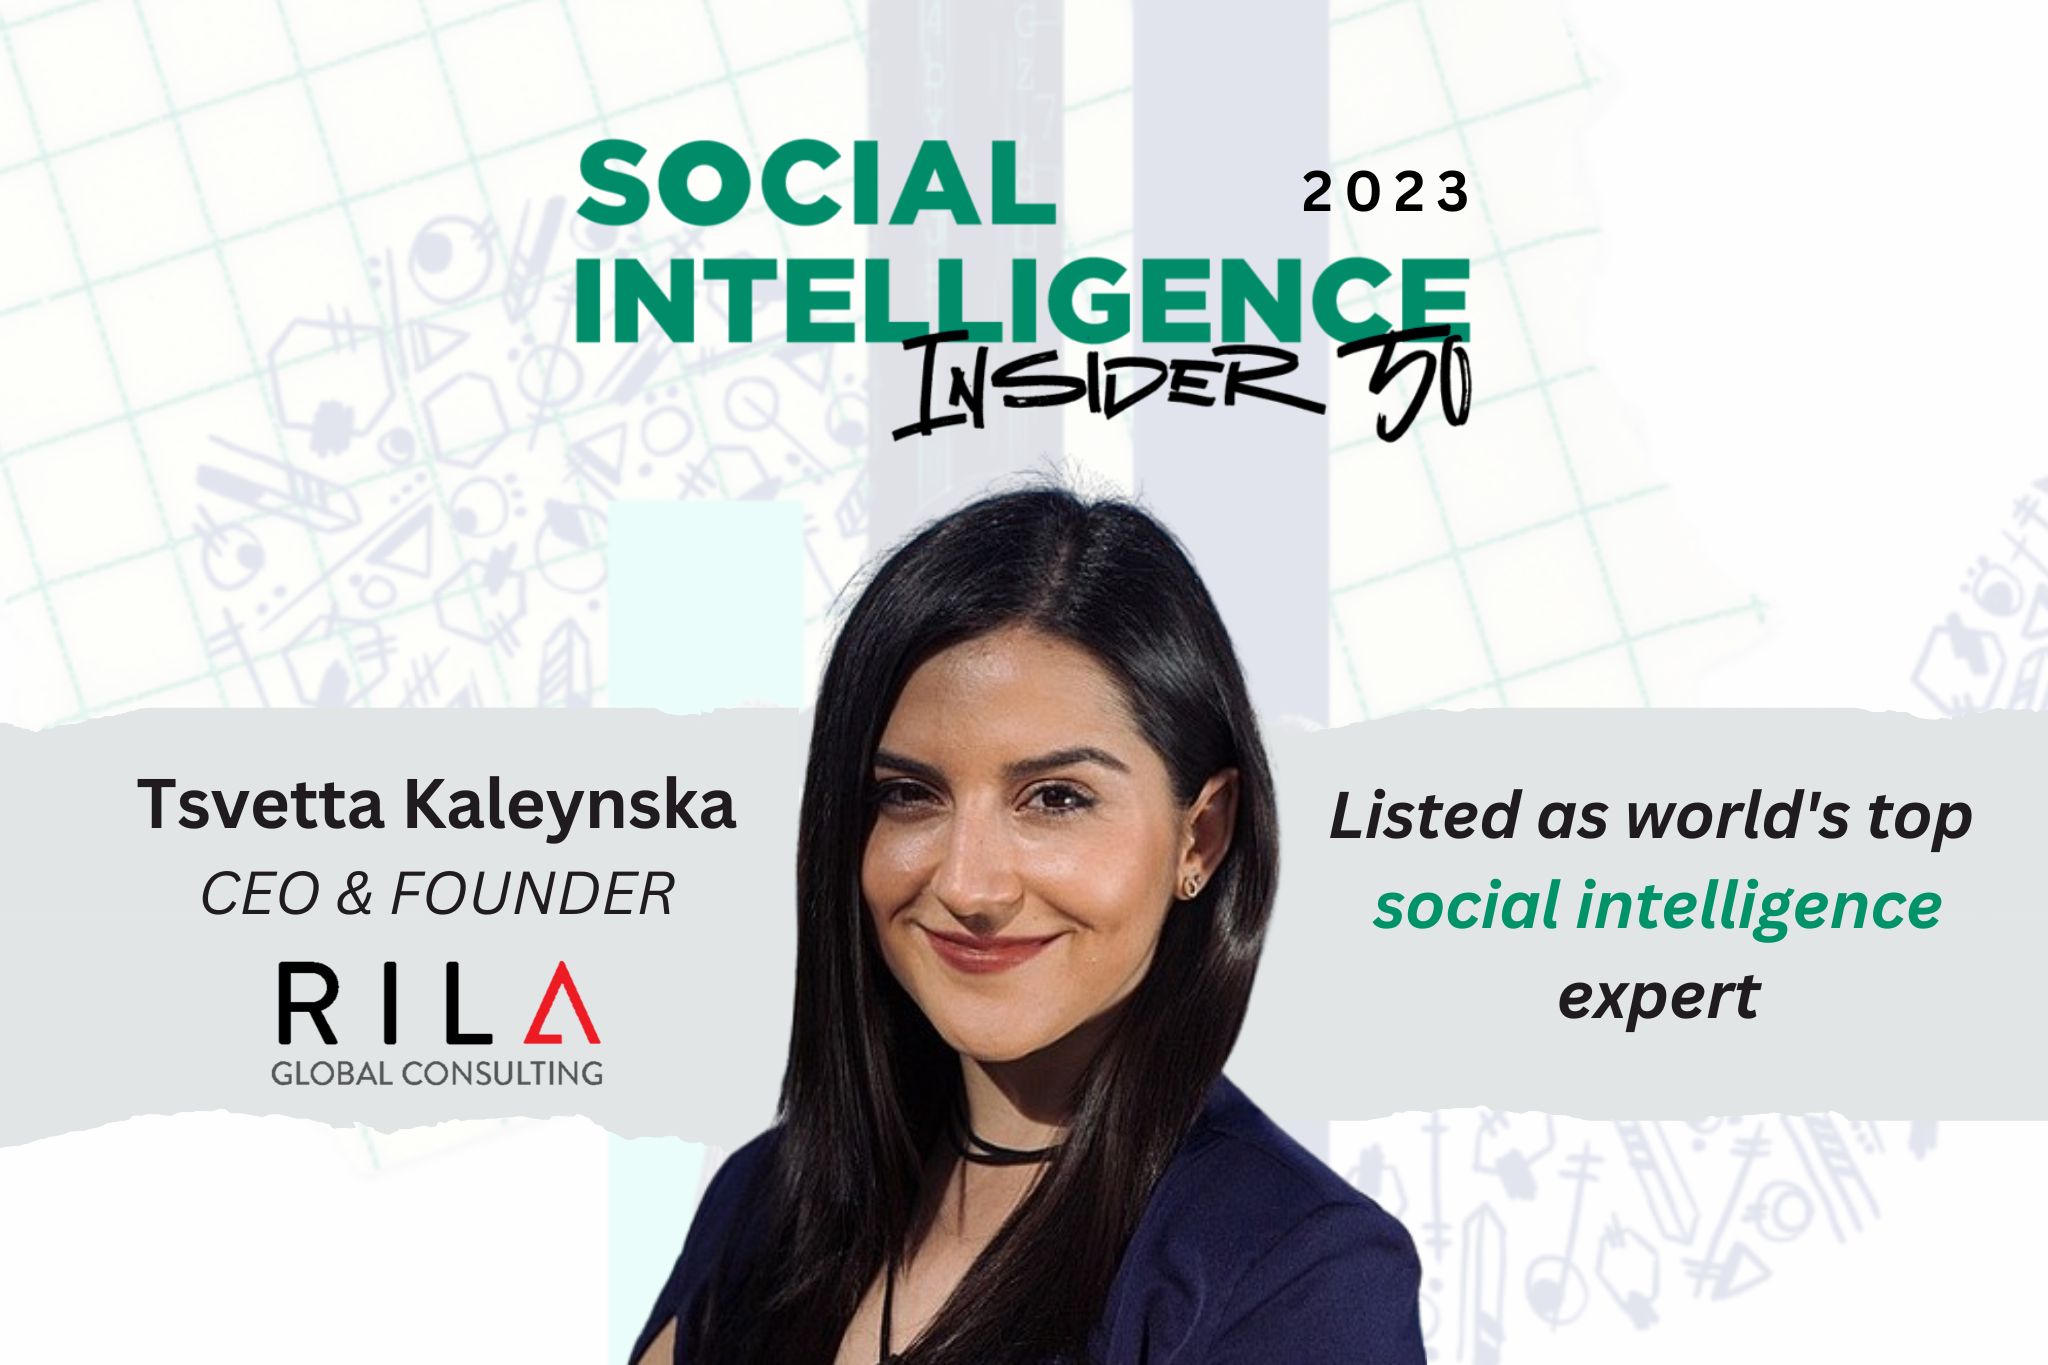 SOCIAL
2023
INTELLIGENCE
INSIDER 50
Tsvetta Kaleynska
CEO & FOUNDER
RILA
GLOBAL CONSULTING
Listed as world's top
social intelligence
expert